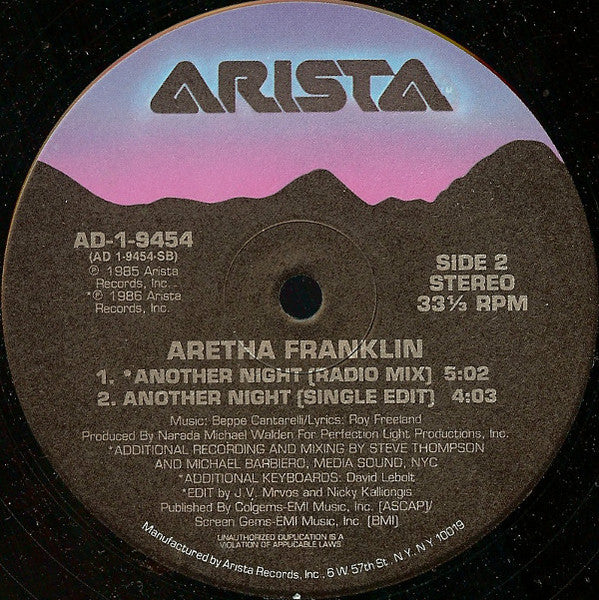 ARISTA
AD-1-9454
(AD 1-9454-SB)
℗ 1985 Arista
Records, Inc.
*℗ 1986 Arista
Records, Inc.
SIDE 2
STEREO
33⅓ RPM
ARETHA FRANKLIN
1. *ANOTHER NIGHT (RADIO MIX) 5:02
2. ANOTHER NIGHT (SINGLE EDIT) 4:03
Music: Beppe Cantarelli/Lyrics: Roy Freeland
Produced By Narada Michael Walden For Perfection Light Productions, Inc.
*ADDITIONAL RECORDING AND MIXING BY STEVE THOMPSON
AND MICHAEL BARBIERO, MEDIA SOUND, NYC
*ADDITIONAL KEYBOARDS: David Lebolt
*EDIT by J.V. Mrvos and Nicky Kalliongis
Published By Colgems-EMI Music, Inc. (ASCAP)/
Screen Gems-EMI Music, Inc. (BMI)
UNAUTHORIZED DUPLICATION IS A
VIOLATION OF APPLICABLE LAWS
Manufactured by Arista Records, Inc., 6 W. 57th St., N.Y., N.Y. 10019